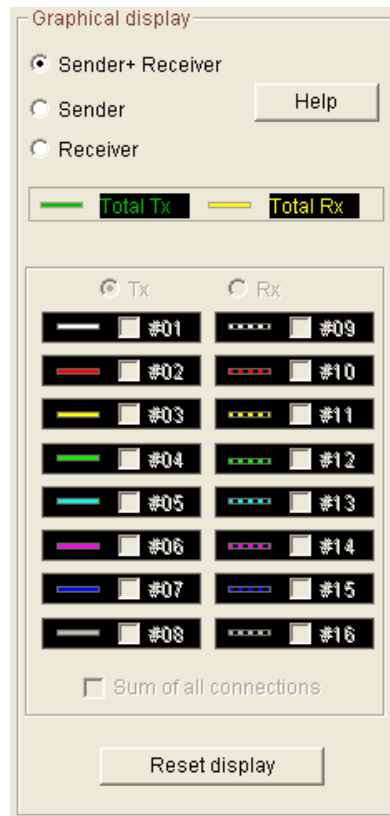 Graphical display
Sender+ Receiver
Sender
Help
Receiver
Total Tx Total Rx
Tx Rx
#01 #09
#02 #10
#03 #11
#04 #12
#05 #13
#06 #14
#07 #15
#08 #16
Sum of all connections
Reset display